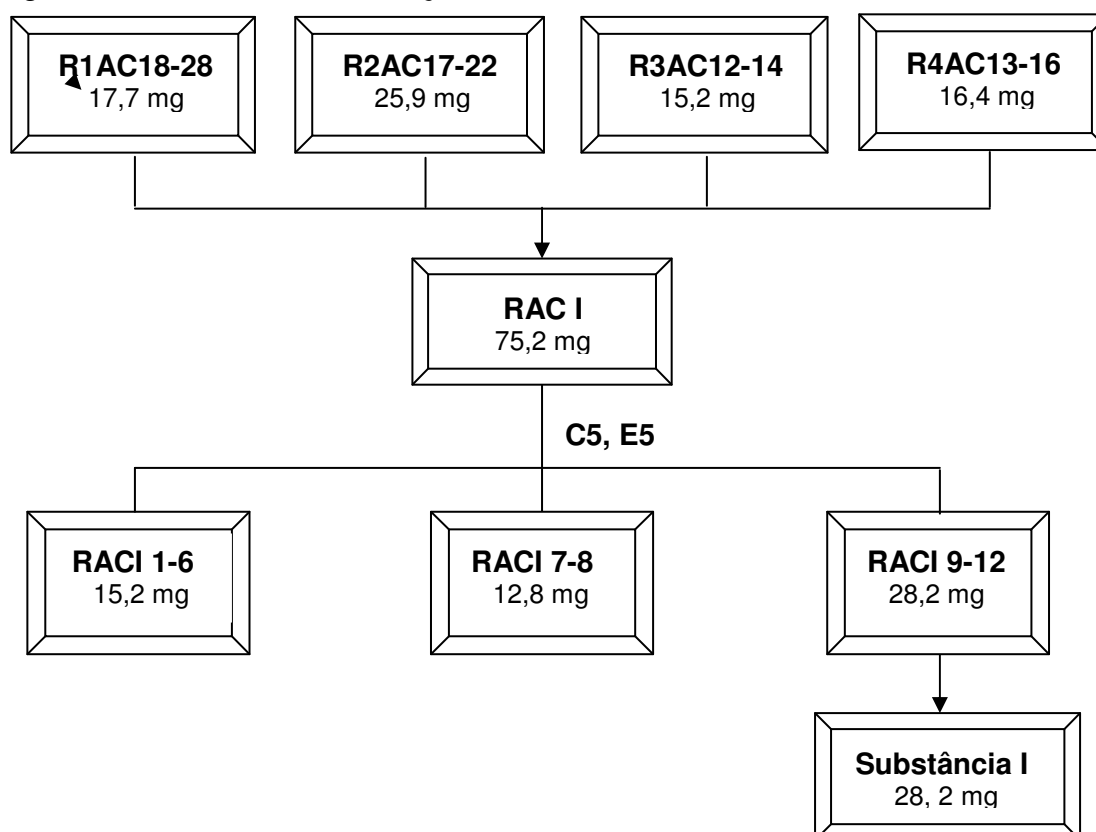 R1AC18-28
17,7 mg
R2AC17-22
25,9 mg
R3AC12-14
15,2 mg
R4AC13-16
16,4 mg
RAC I
75,2 mg
C5, E5
RACI 1-6
15,2 mg
RACI 7-8
12,8 mg
RACI 9-12
28,2 mg
Substância I
28, 2 mg